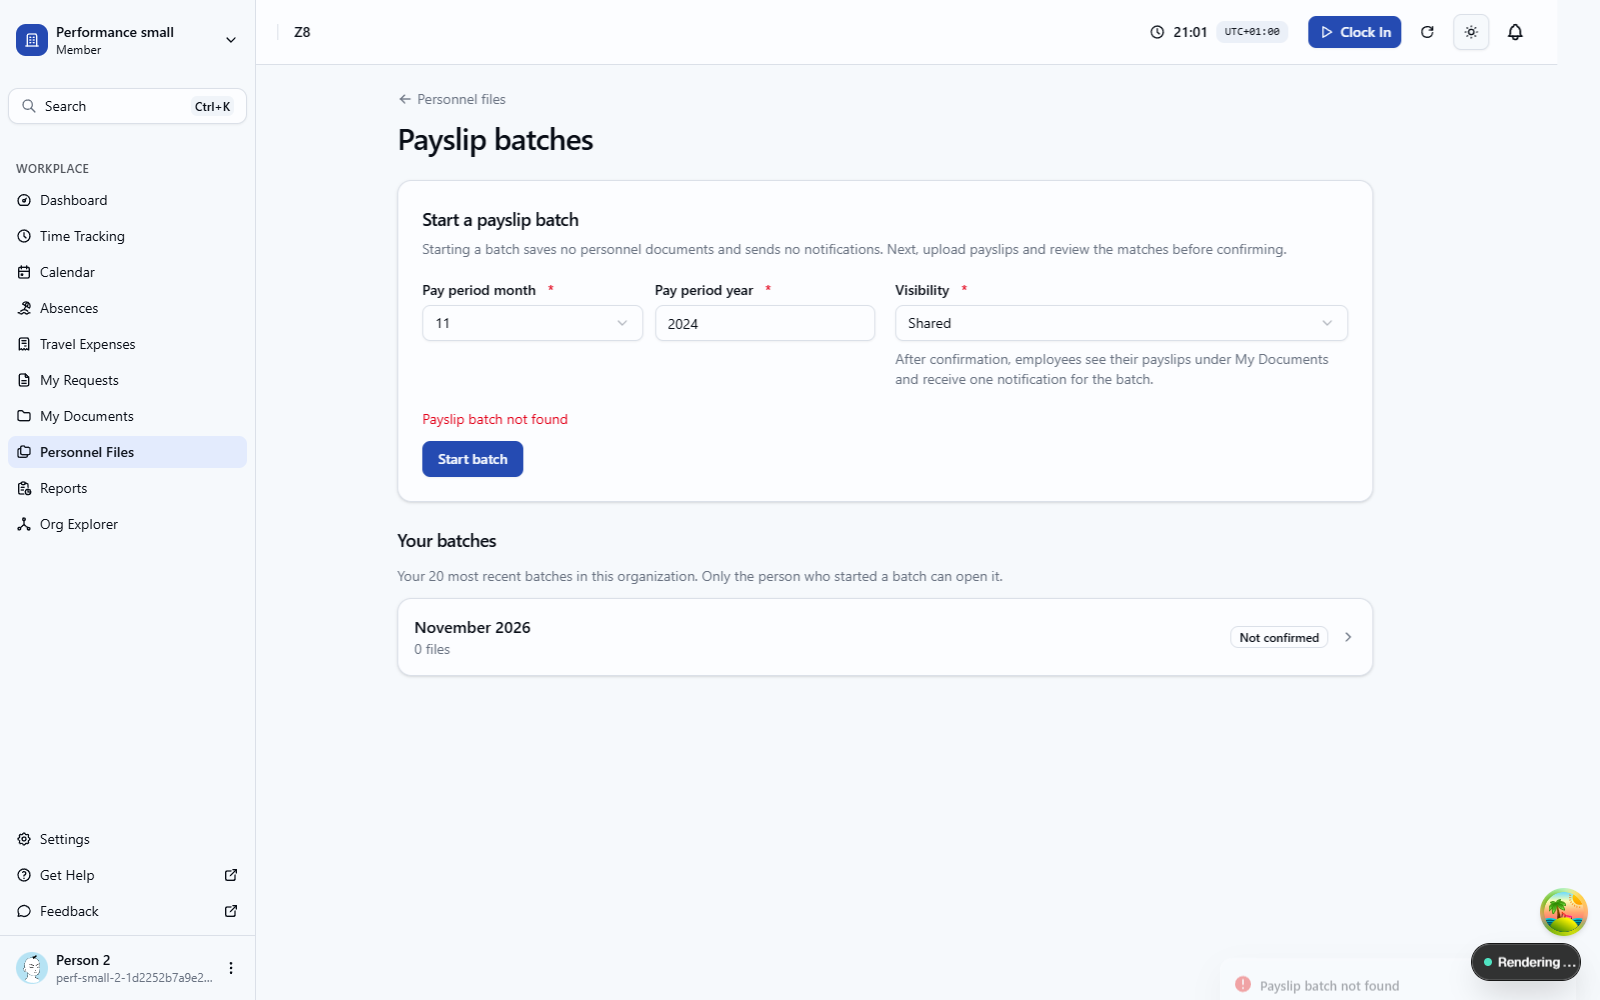 Performance small
Member
Search
Ctrl+K
WORKPLACE
Dashboard
Time Tracking
Calendar
Absences
Travel Expenses
My Requests
My Documents
Personnel Files
Reports
Org Explorer
Settings
Get Help
Feedback
Person 2
perf-small-2-1d2252b7a9e2...
Z8
21:01
UTC+01:00
Clock In
Personnel files
Payslip batches
Start a payslip batch
Starting a batch saves no personnel documents and sends no notifications. Next, upload payslips and review the matches before confirming.
Pay period month *
11
Pay period year *
2024
Visibility *
Shared
After confirmation, employees see their payslips under My Documents
and receive one notification for the batch.
Payslip batch not found
Start batch
Your batches
Your 20 most recent batches in this organization. Only the person who started a batch can open it.
November 2026
0 files
Not confirmed
Rendering ...
Payslip batch not found